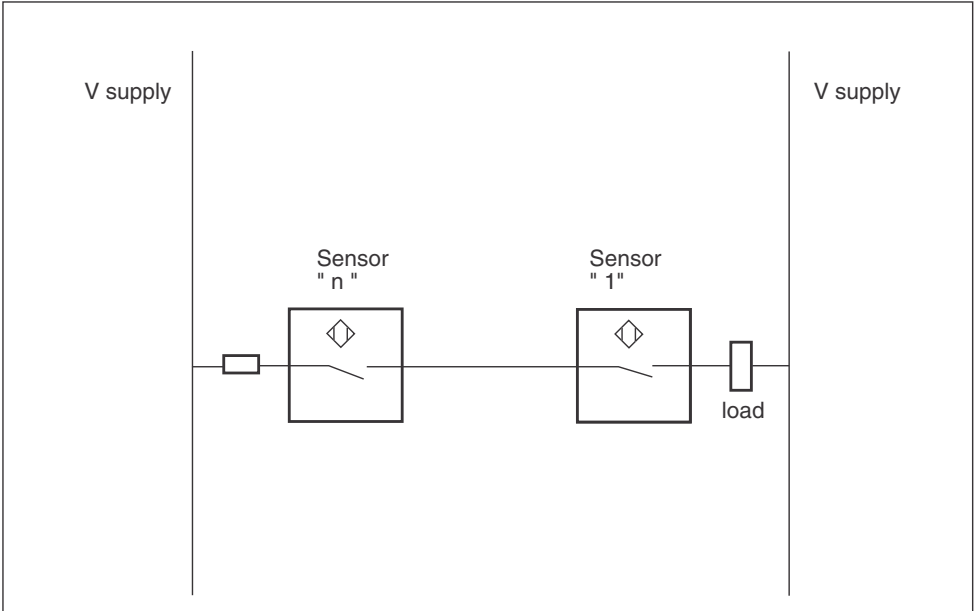 V supply
V supply
Sensor
" n "
Sensor
" 1"
load